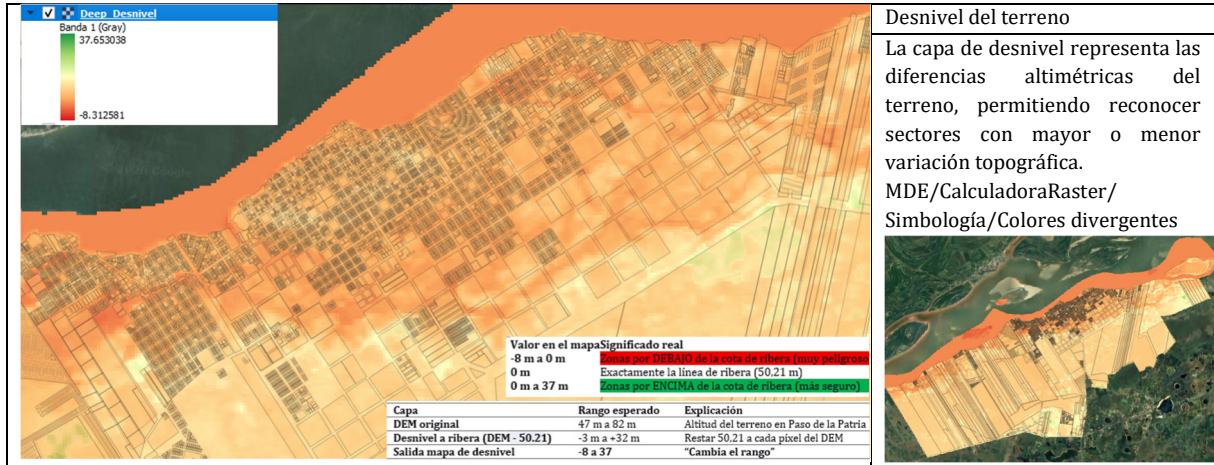 Deep_Desnivel
Banda 1 (Gray)
37.653038
-8.312581
Valor en el mapa Significado real
-8 m a 0 m Zonas por DEBAJO de la cota de ribera (muy peligroso
0 m Exactamente la línea de ribera (50,21 m)
0 m a 37 m Zonas por ENCIMA de la cota de ribera (más seguro)
Capa Rango esperado Explicación
DEM original 47 m a 82 m Altitud del terreno en Paso de la Patria
Desnivel a ribera (DEM - 50.21) -3 m a +32 m Restar 50,21 a cada píxel del DEM
Salida mapa de desnivel -8 a 37 "Cambia el rango"
Desnivel del terreno
La capa de desnivel representa las
diferencias altimétricas del
terreno, permitiendo reconocer
sectores con mayor o menor
variación topográfica.
MDE/CalculadoraRaster/
Simbología/Colores divergentes